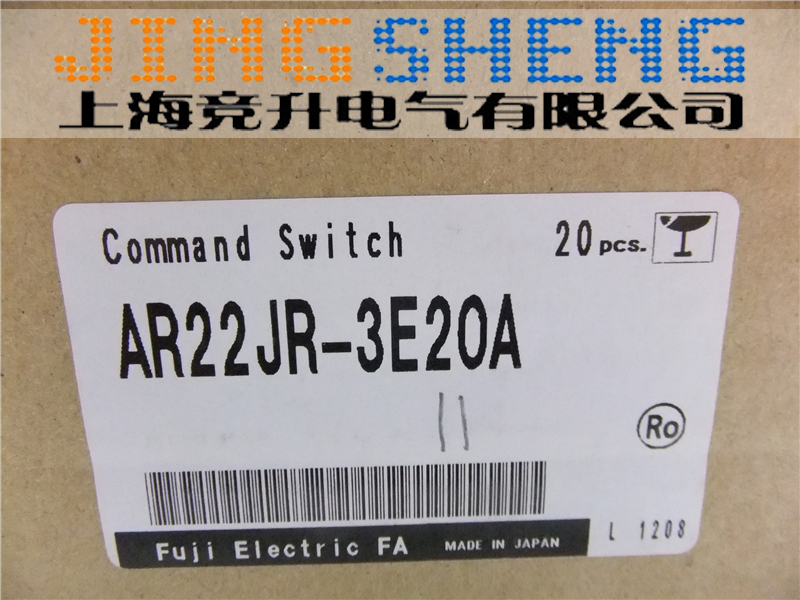 JINGSHENG
上海竞升电气有限公司
Command Switch 20 pcs.
AR22JR-3E20A
11
Ro
Fuji Electric FA MADE IN JAPAN L 1208